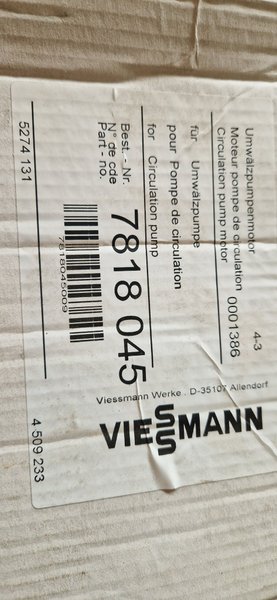 4-3
Umwälzpumpenmotor
Moteur pompe de circulation 0001386
Circulation pump motor
für Umwälzpumpe
pour Pompe de circulation
for Circulation pump
Best.- Nr.
N° de cde
Part - no.
7818 045
7818045009
5274 131
4 509 233
Viessmann Werke . D-35107 Allendorf
VIESSMANN